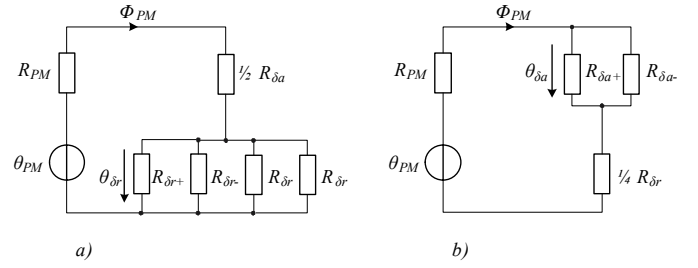 Φ_PM
R_PM
½ R_δa
θ_PM
θ_δr
R_δr+
R_δr-
R_δr
R_δr
a)
Φ_PM
R_PM
θ_δa
R_δa+
R_δa-
θ_PM
¼ R_δr
b)